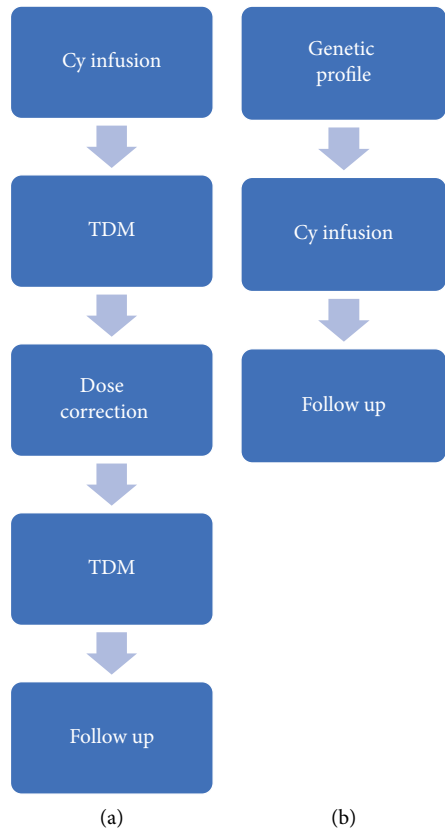 Cy infusion
TDM
Dose
correction
TDM
Follow up
(a)
Genetic
profile
Cy infusion
Follow up
(b)